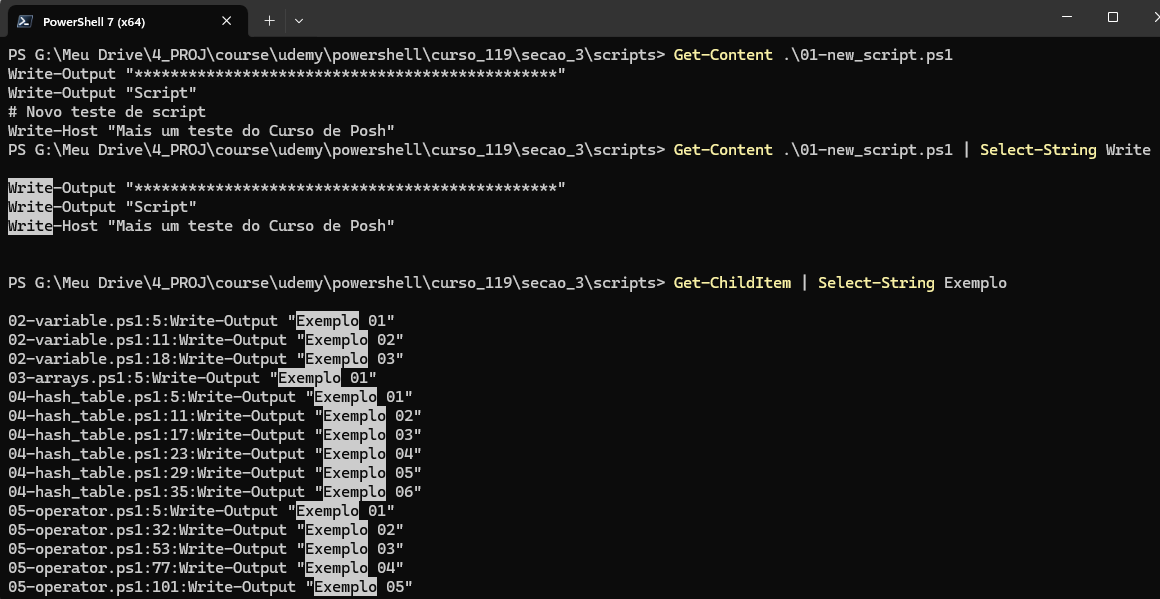 PowerShell 7 (x64)
PS G:\Meu Drive\4_PROJ\course\udemy\powershell\curso_119\secao_3\scripts> Get-Content .\01-new_script.ps1
Write-Output "***********************************************"
Write-Output "Script"
# Novo teste de script
Write-Host "Mais um teste do Curso de Posh"
PS G:\Meu Drive\4_PROJ\course\udemy\powershell\curso_119\secao_3\scripts> Get-Content .\01-new_script.ps1 | Select-String Write
Write-Output "***********************************************"
Write-Output "Script"
Write-Host "Mais um teste do Curso de Posh"
PS G:\Meu Drive\4_PROJ\course\udemy\powershell\curso_119\secao_3\scripts> Get-ChildItem | Select-String Exemplo
02-variable.ps1:5:Write-Output "Exemplo 01"
02-variable.ps1:11:Write-Output "Exemplo 02"
02-variable.ps1:18:Write-Output "Exemplo 03"
03-arrays.ps1:5:Write-Output "Exemplo 01"
04-hash_table.ps1:5:Write-Output "Exemplo 01"
04-hash_table.ps1:11:Write-Output "Exemplo 02"
04-hash_table.ps1:17:Write-Output "Exemplo 03"
04-hash_table.ps1:23:Write-Output "Exemplo 04"
04-hash_table.ps1:29:Write-Output "Exemplo 05"
04-hash_table.ps1:35:Write-Output "Exemplo 06"
05-operator.ps1:5:Write-Output "Exemplo 01"
05-operator.ps1:32:Write-Output "Exemplo 02"
05-operator.ps1:53:Write-Output "Exemplo 03"
05-operator.ps1:77:Write-Output "Exemplo 04"
05-operator.ps1:101:Write-Output "Exemplo 05"